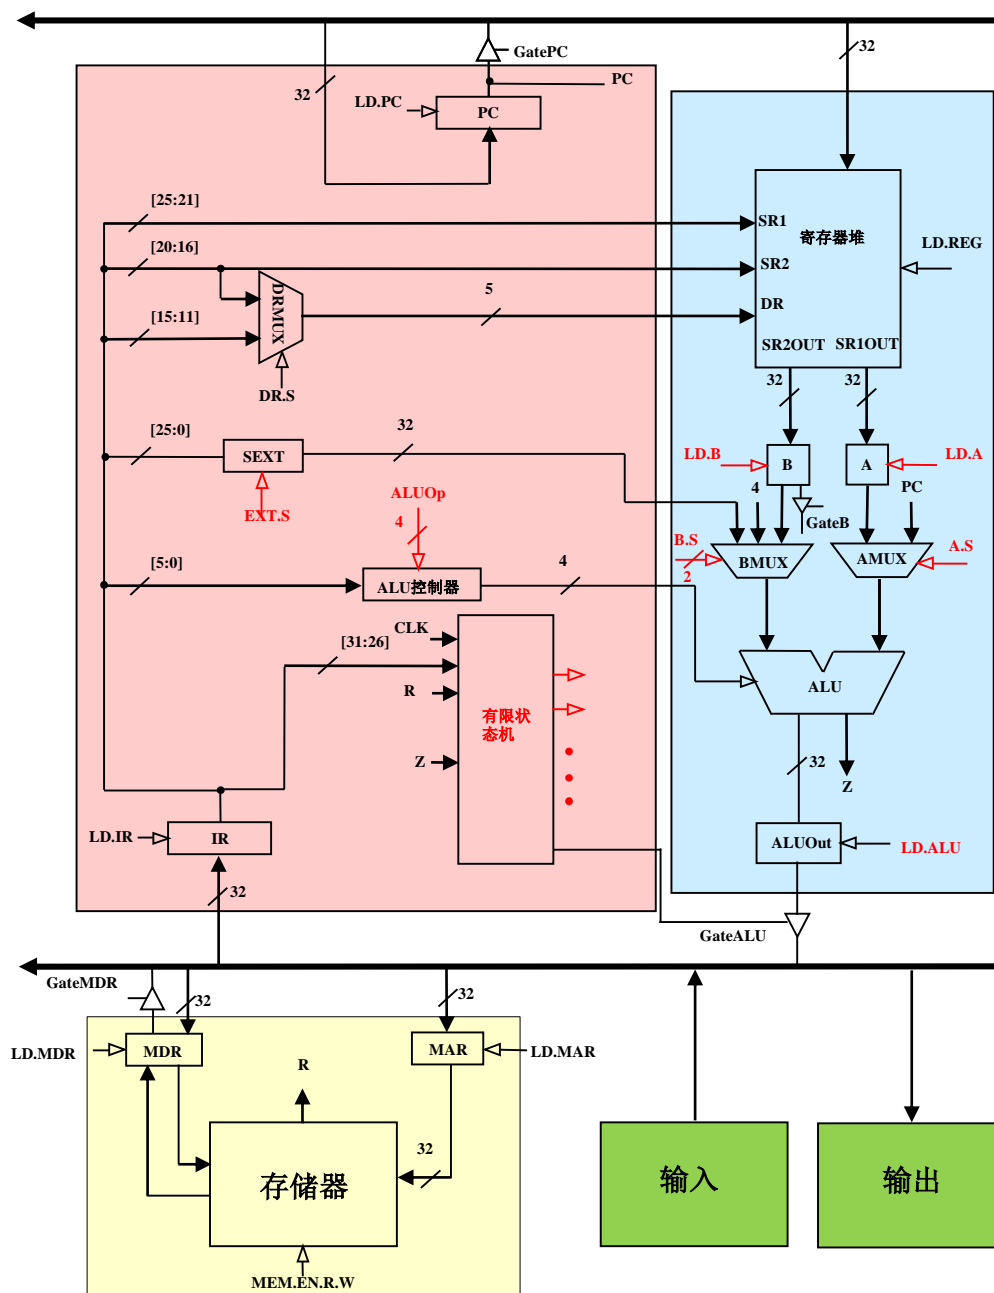 GatePC
32
PC
32
LD.PC
PC
[25:21]
SR1
寄存器堆
LD.REG
[20:16]
SR2
DRMUX
5
DR
[15:11]
SR2OUT
SR1OUT
DR.S
32
32
[25:0]
32
SEXT
LD.B
B
A
LD.A
EXT.S
ALUOp
4
4
PC
GateB
B.S
2
BMUX
AMUX
A.S
[5:0]
ALU控制器
4
CLK
[31:26]
R
有限状
态机
ALU
Z
32
Z
LD.IR
IR
ALUOut
LD.ALU
32
GateALU
GateMDR
32
32
LD.MDR
MDR
MAR
LD.MAR
R
32
存储器
输入
输出
MEM.EN.R.W